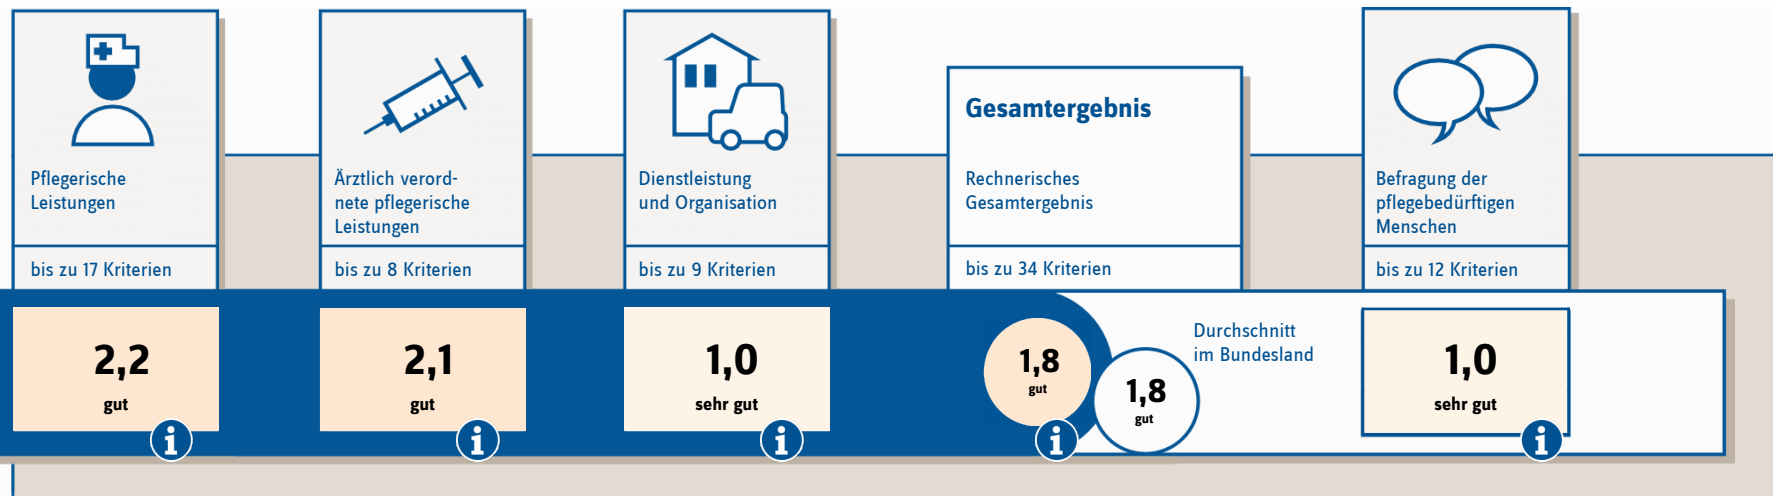 Pflegerische
Leistungen
bis zu 17 Kriterien
2,2
gut
i
Ärztlich verord-
nete pflegerische
Leistungen
bis zu 8 Kriterien
2,1
gut
i
Dienstleistung
und Organisation
bis zu 9 Kriterien
1,0
sehr gut
i
Gesamtergebnis
Rechnerisches
Gesamtergebnis
bis zu 34 Kriterien
1,8
gut
i
Durchschnitt
im Bundesland
1,8
gut
Befragung der
pflegebedürftigen
Menschen
bis zu 12 Kriterien
1,0
sehr gut
i